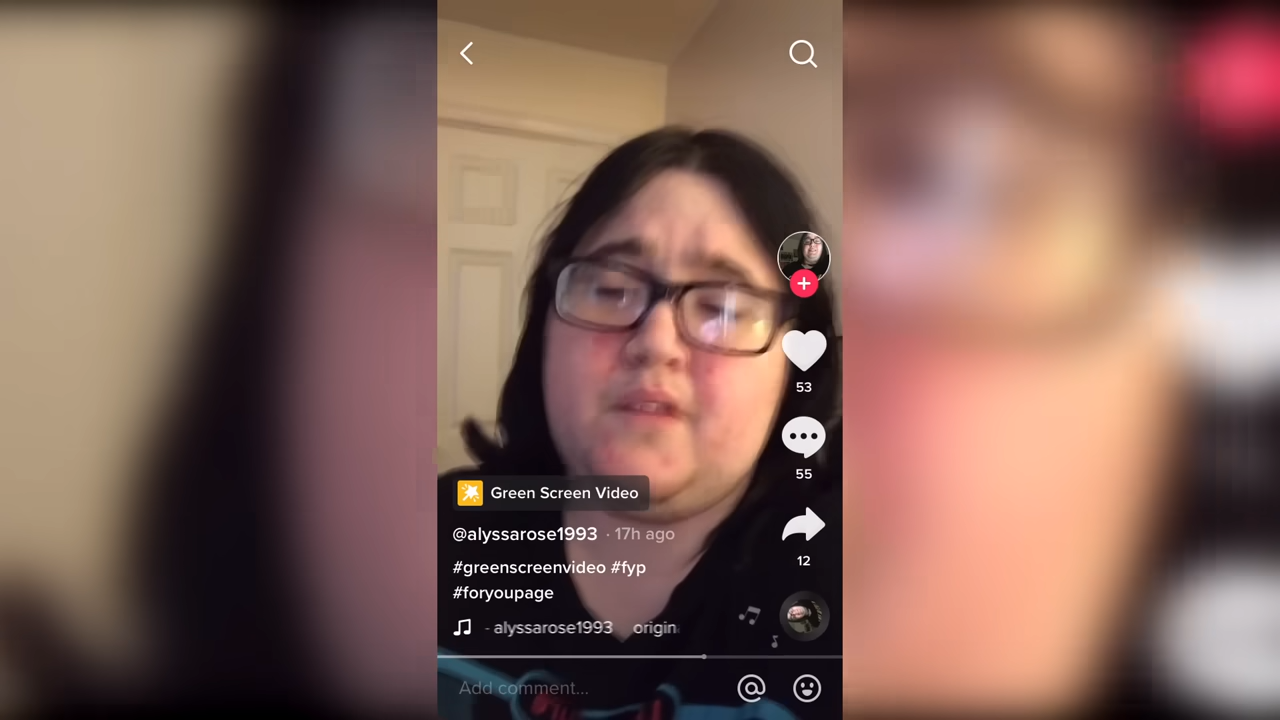 53
55
Green Screen Video
@alyssarose1993 · 17h ago
12
#greenscreenvideo #fyp
#foryoupage
- alyssarose1993 origin
Add comment...